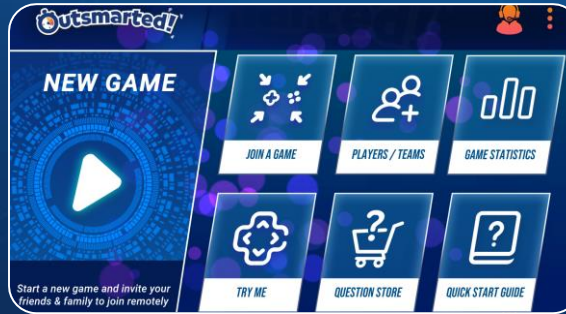 Outsmarted!
NEW GAME
Start a new game and invite your
friends & family to join remotely
JOIN A GAME
PLAYERS / TEAMS
GAME STATISTICS
TRY ME
QUESTION STORE
QUICK START GUIDE